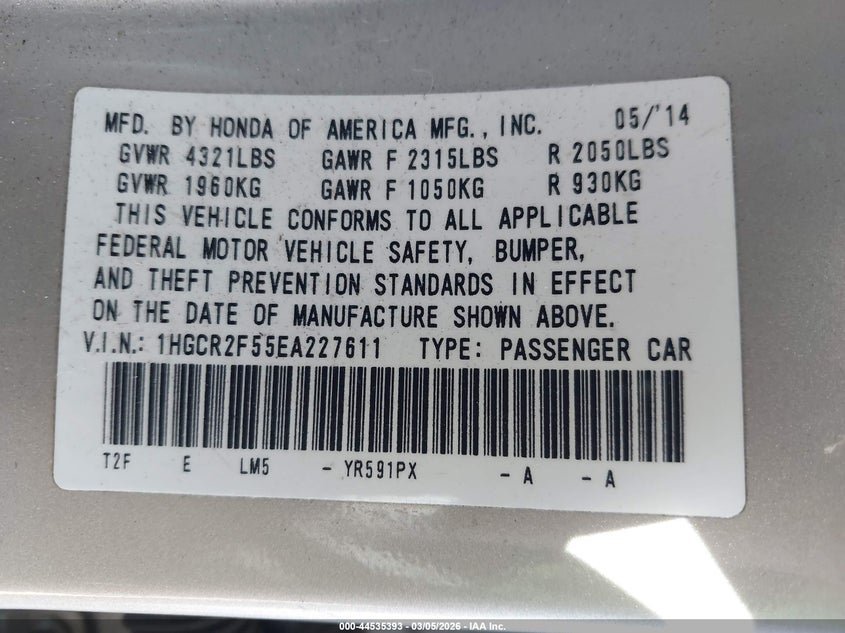 MFD. BY HONDA OF AMERICA MFG., INC. 05/'14
GVWR 4321LBS GAWR F 2315LBS R 2050LBS
GVWR 1960KG GAWR F 1050KG R 930KG
THIS VEHICLE CONFORMS TO ALL APPLICABLE
FEDERAL MOTOR VEHICLE SAFETY, BUMPER,
AND THEFT PREVENTION STANDARDS IN EFFECT
ON THE DATE OF MANUFACTURE SHOWN ABOVE.
V.I.N.: 1HGCR2F55EA227611 TYPE: PASSENGER CAR
T2F E LM5 - YR591PX - A - A
000-44535393 - 03/05/2026 - IAA Inc.